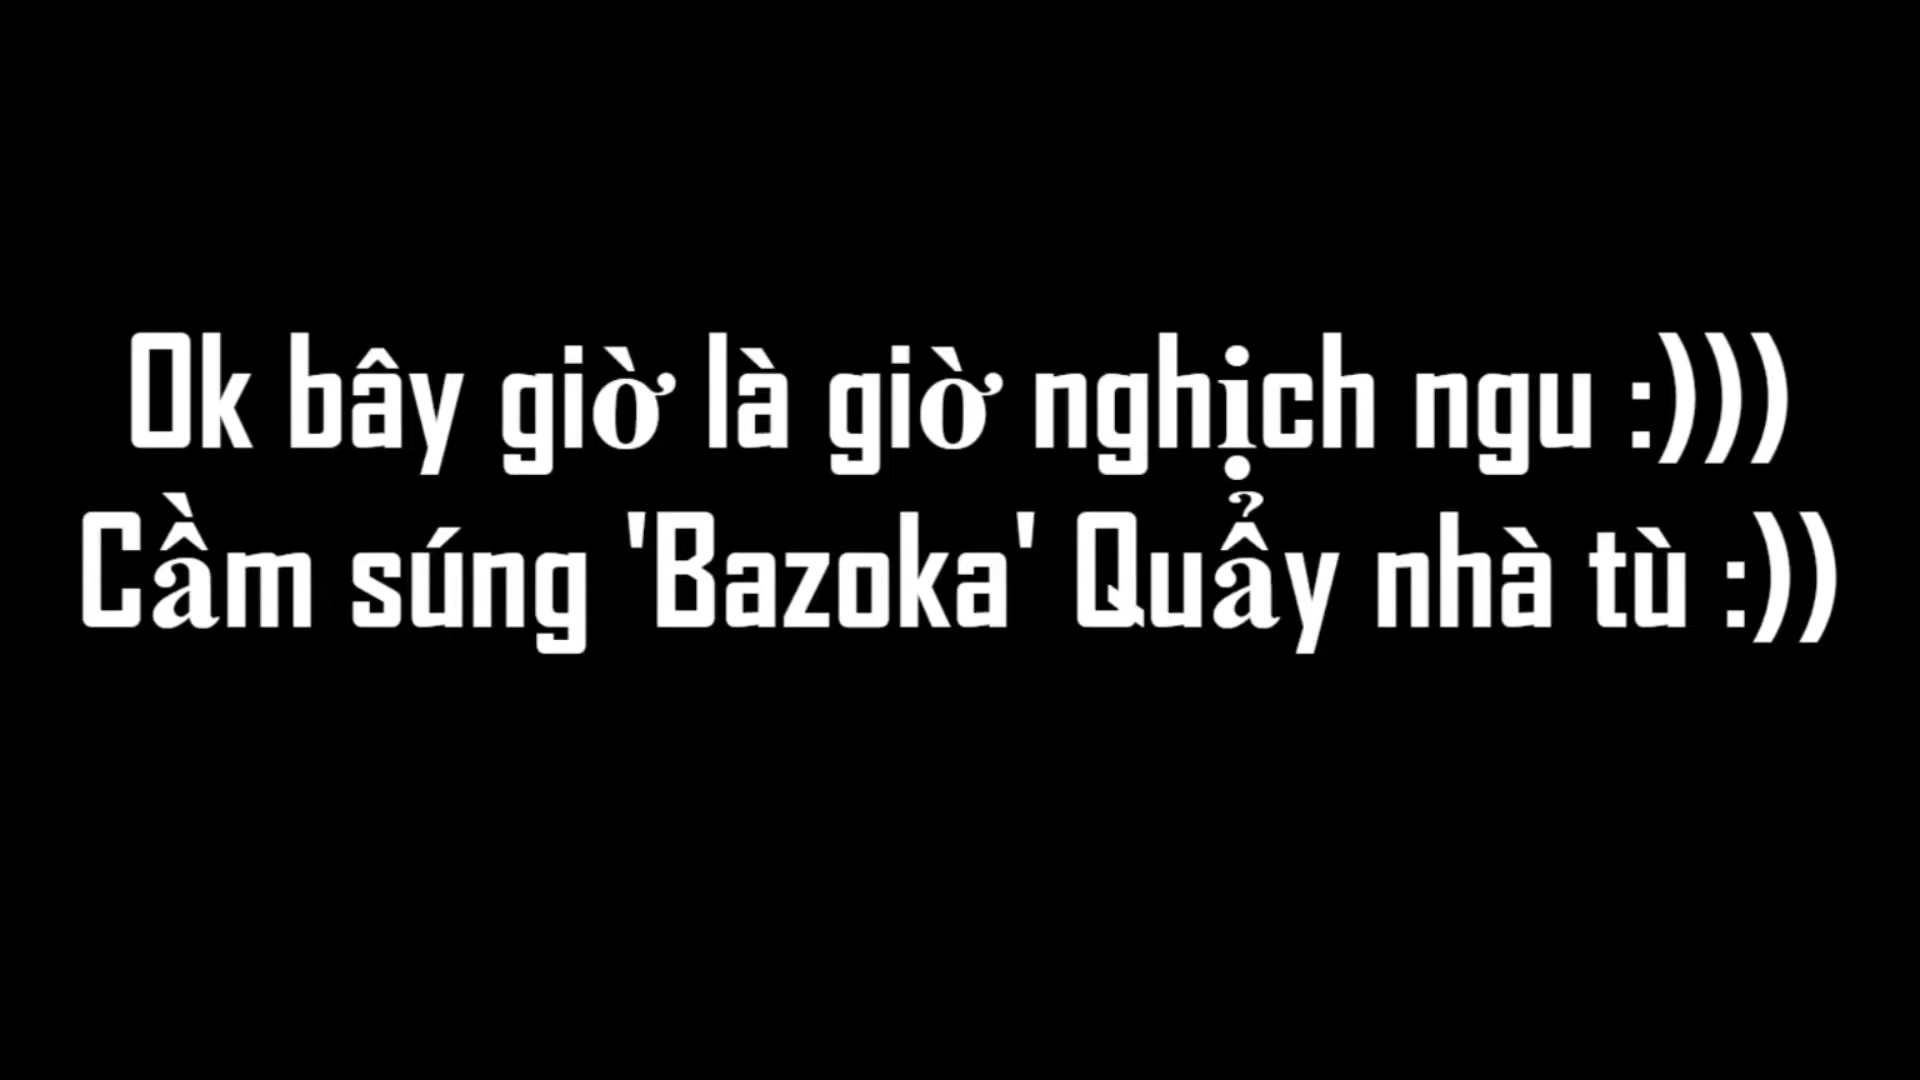 Ok bây giờ là giờ nghịch ngu :)))
Cầm súng 'Bazoka' Quẩy nhà tù :))